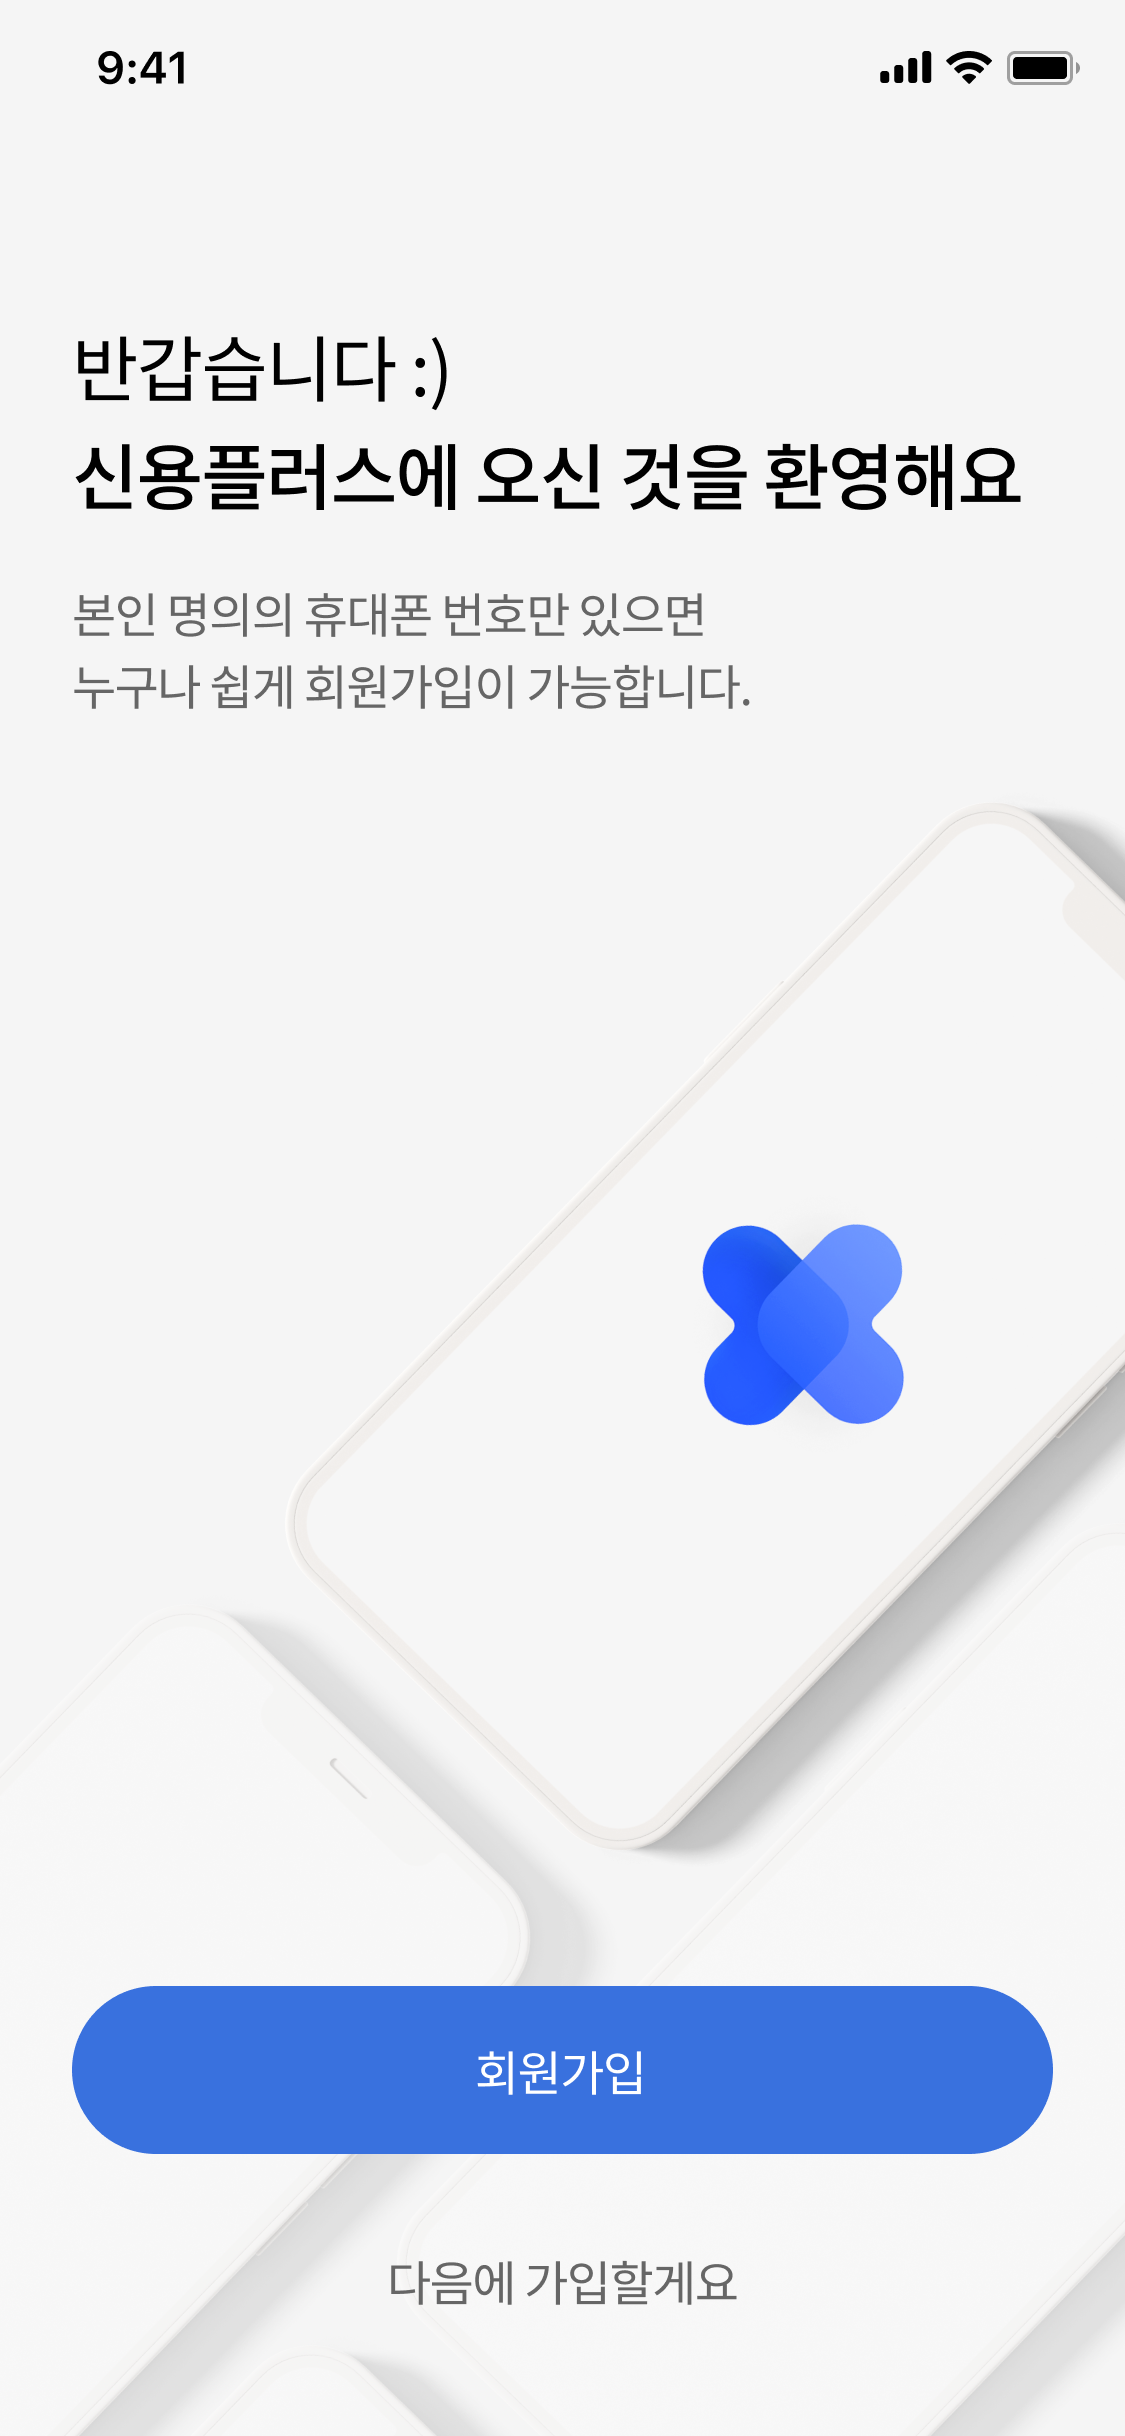 9:41
반갑습니다 :)
신용플러스에 오신 것을 환영해요
본인 명의의 휴대폰 번호만 있으면
누구나 쉽게 회원가입이 가능합니다.
회원가입
다음에 가입할게요